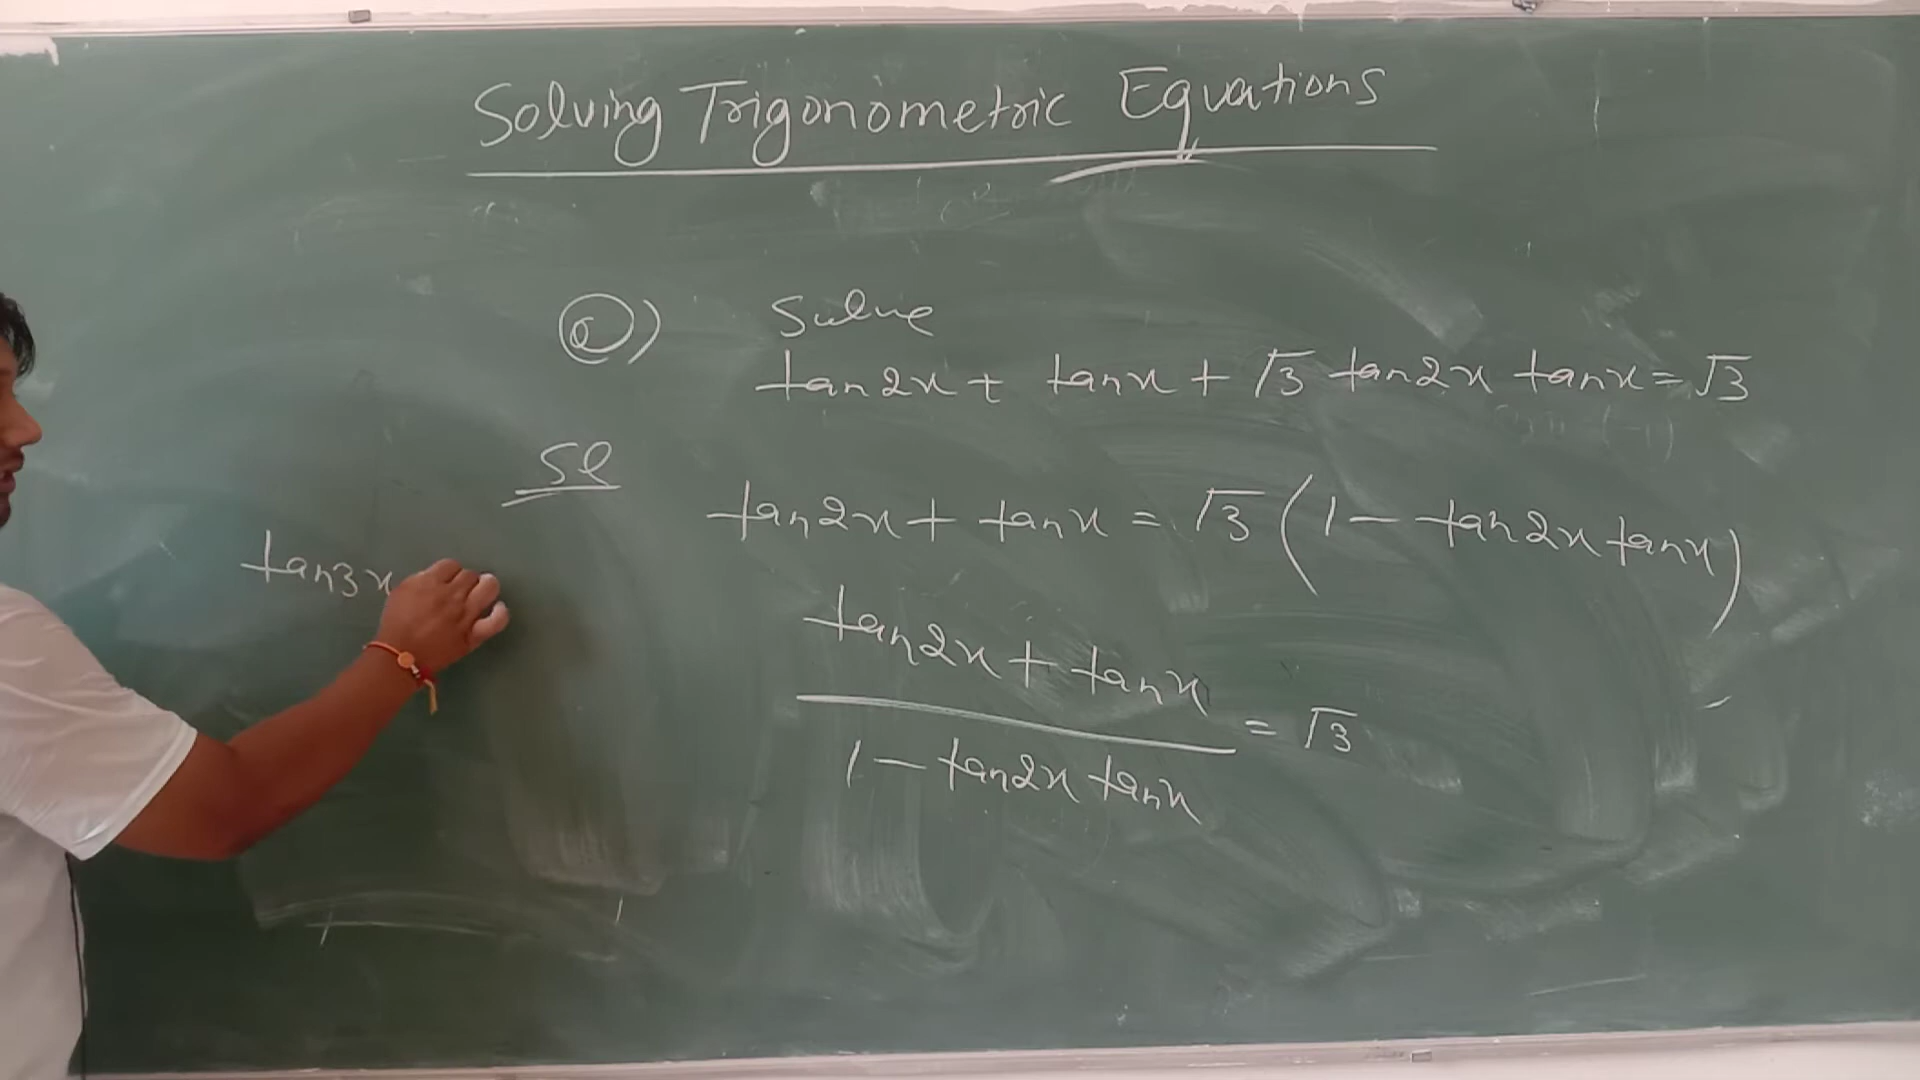 Solving Trigonometric Equations
Q) Solve
tan2x + tanx + √3 tan2x tanx = √3
Sol
tan2x + tanx = √3 (1 - tan2x tanx)
tan3x
tan2x + tanx
1 - tan2x tanx
= √3